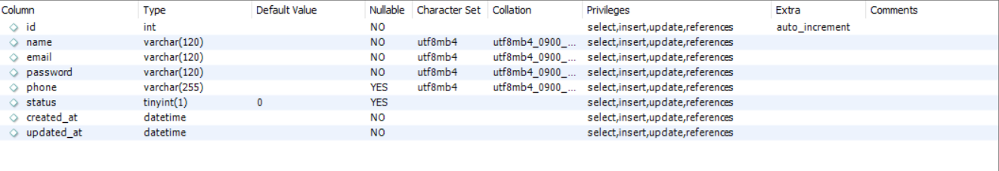 Column Type Default Value Nullable Character Set Collation Privileges Extra Comments
id int NO select,insert,update,references auto_increment
name varchar(120) NO utf8mb4 utf8mb4_0900_... select,insert,update,references
email varchar(120) NO utf8mb4 utf8mb4_0900_... select,insert,update,references
password varchar(120) NO utf8mb4 utf8mb4_0900_... select,insert,update,references
phone varchar(255) YES utf8mb4 utf8mb4_0900_... select,insert,update,references
status tinyint(1) 0 YES select,insert,update,references
created_at datetime NO select,insert,update,references
updated_at datetime NO select,insert,update,references